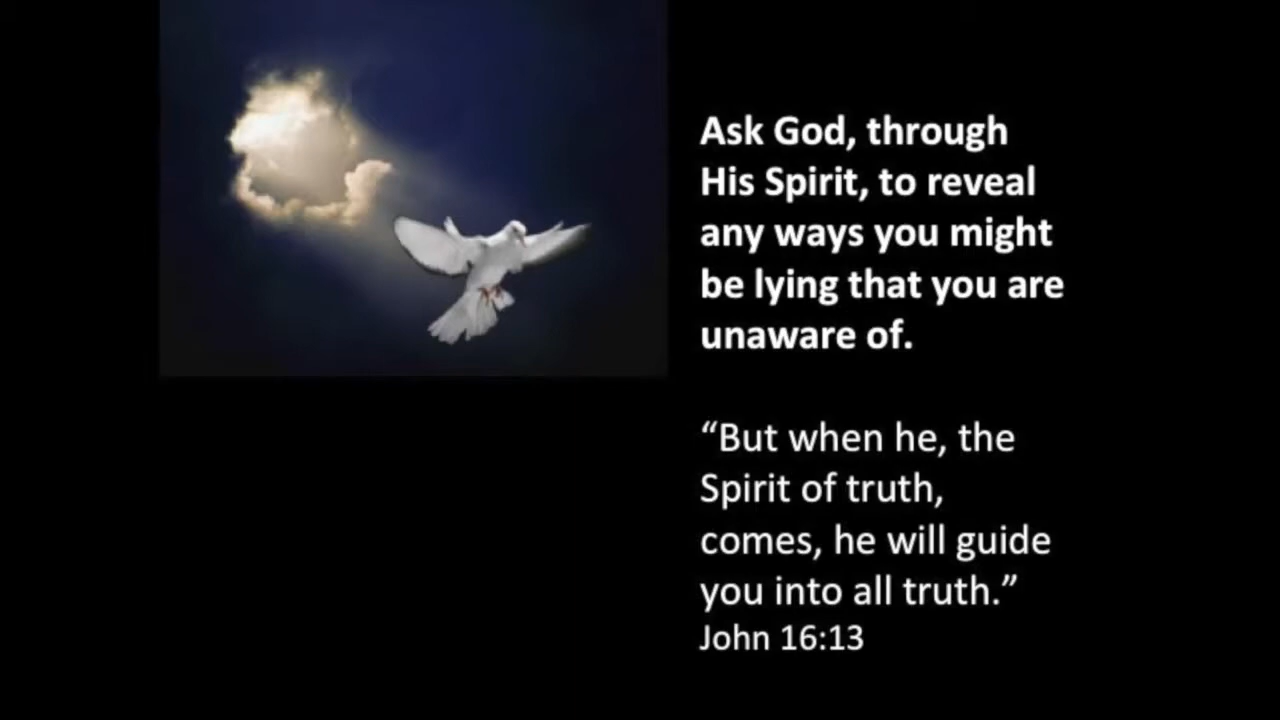 Ask God, through
His Spirit, to reveal
any ways you might
be lying that you are
unaware of.
“But when he, the
Spirit of truth,
comes, he will guide
you into all truth.”
John 16:13